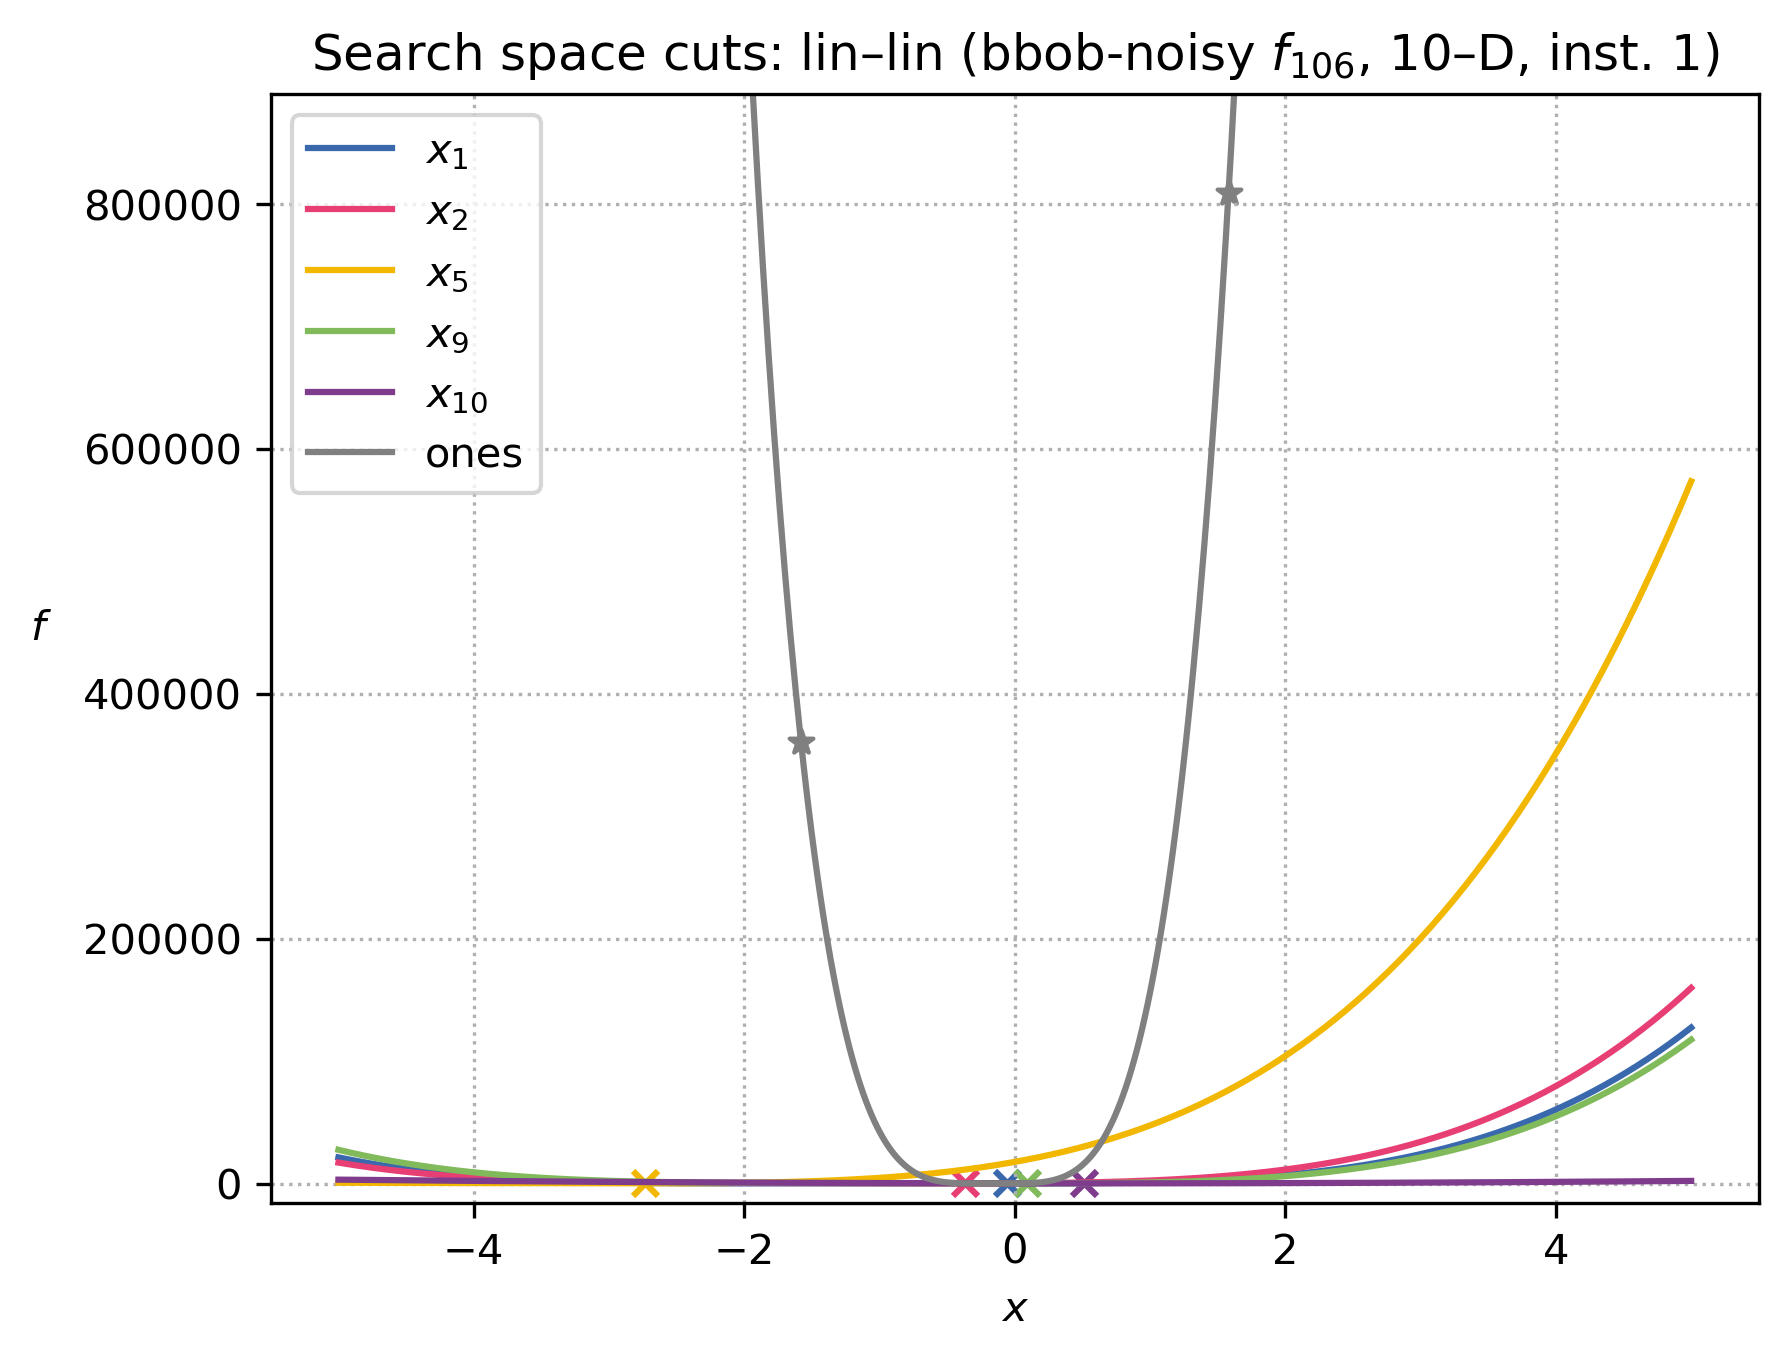 Search space cuts: lin–lin (bbob-noisy f₁₀₆, 10–D, inst. 1)
x₁
x₂
x₅
x₉
x₁₀
ones
800000
600000
400000
200000
0
f
−4 −2 0 2 4
x